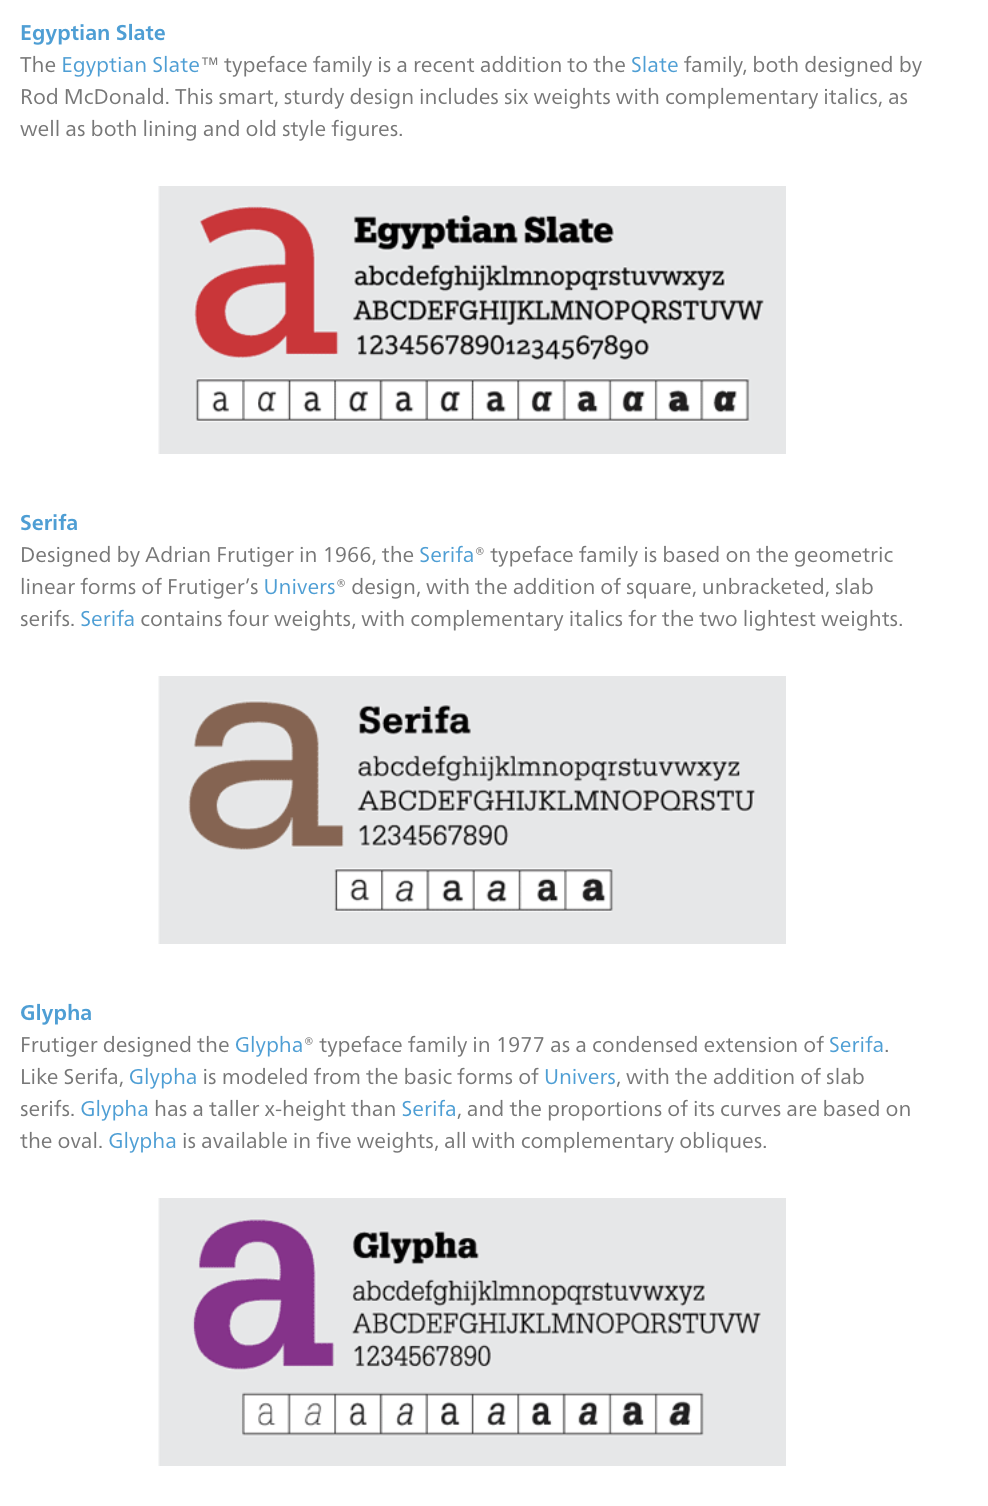 Egyptian Slate
The Egyptian Slate™ typeface family is a recent addition to the Slate family, both designed by
Rod McDonald. This smart, sturdy design includes six weights with complementary italics, as
well as both lining and old style figures.
a
Egyptian Slate
abcdefghijklmnopqrstuvwxyz
ABCDEFGHIJKLMNOPQRSTUVW
12345678901234567890
a a a a a a a a a a a a
Serifa
Designed by Adrian Frutiger in 1966, the Serifa® typeface family is based on the geometric
linear forms of Frutiger’s Univers® design, with the addition of square, unbracketed, slab
serifs. Serifa contains four weights, with complementary italics for the two lightest weights.
a
Serifa
abcdefghijklmnopqrstuvwxyz
ABCDEFGHIJKLMNOPQRSTU
1234567890
a a a a a a
Glypha
Frutiger designed the Glypha® typeface family in 1977 as a condensed extension of Serifa.
Like Serifa, Glypha is modeled from the basic forms of Univers, with the addition of slab
serifs. Glypha has a taller x-height than Serifa, and the proportions of its curves are based on
the oval. Glypha is available in five weights, all with complementary obliques.
a
Glypha
abcdefghijklmnopqrstuvwxyz
ABCDEFGHIJKLMNOPQRSTUVW
1234567890
a a a a a a a a a a